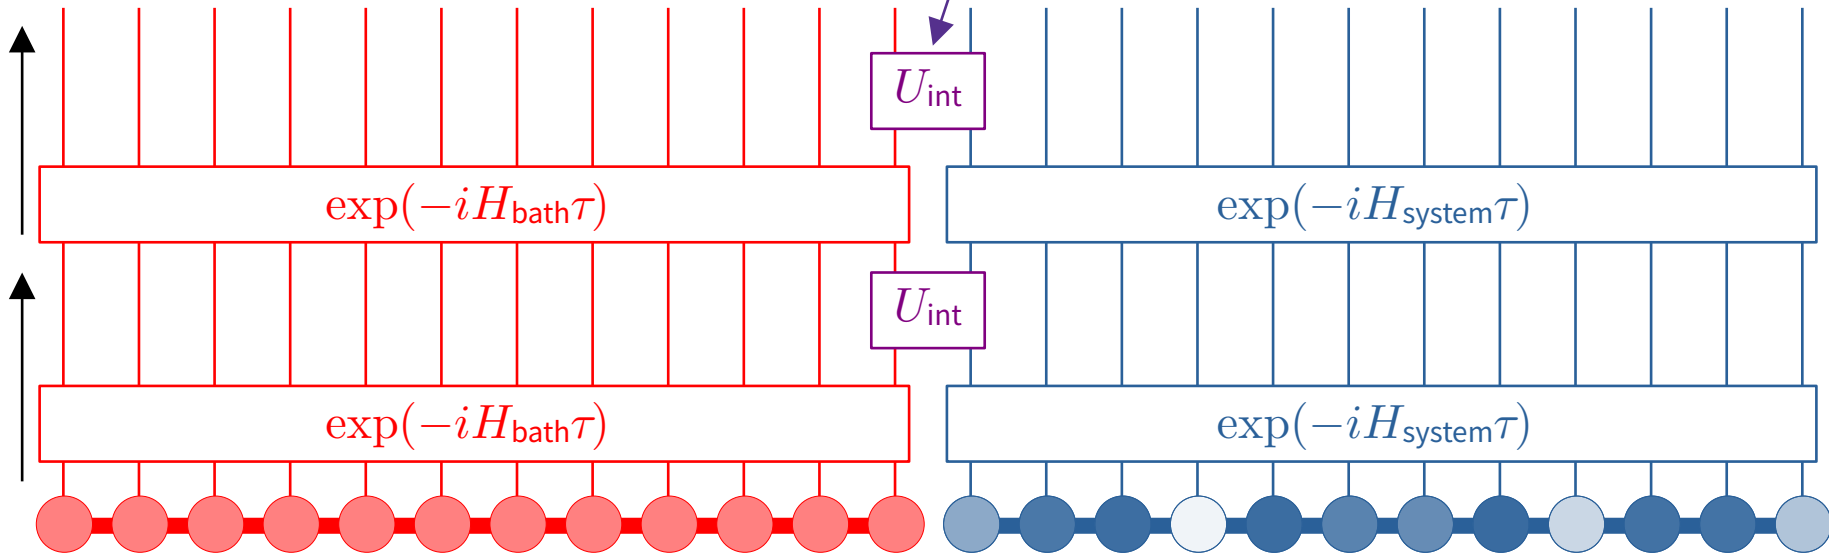 U_int
exp(−iH_bath τ) exp(−iH_system τ)
U_int
exp(−iH_bath τ) exp(−iH_system τ)